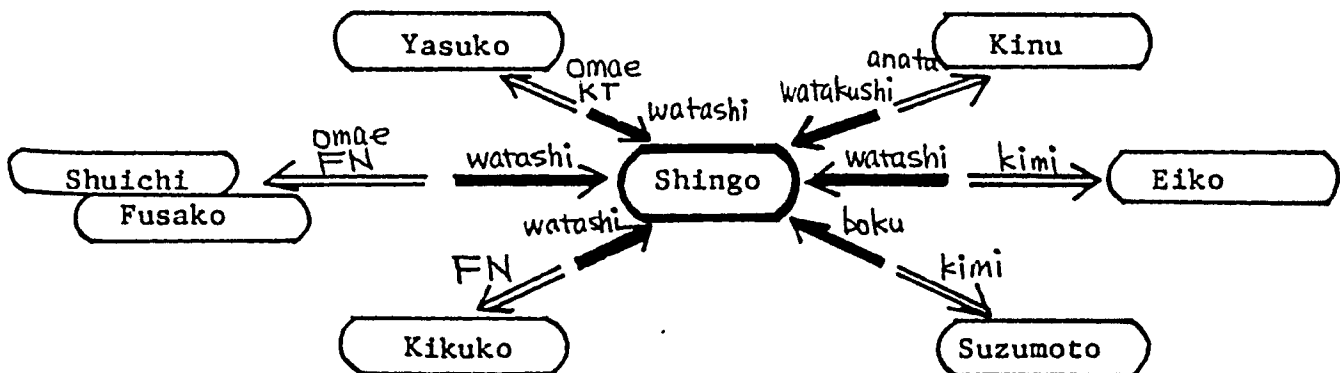 Yasuko
Kinu
omae
KT
watashi
anata
watakushi
omae
FN
watashi
Shingo
watashi
kimi
Shuichi
Fusako
Eiko
watashi
FN
boku
kimi
Kikuko
Suzumoto